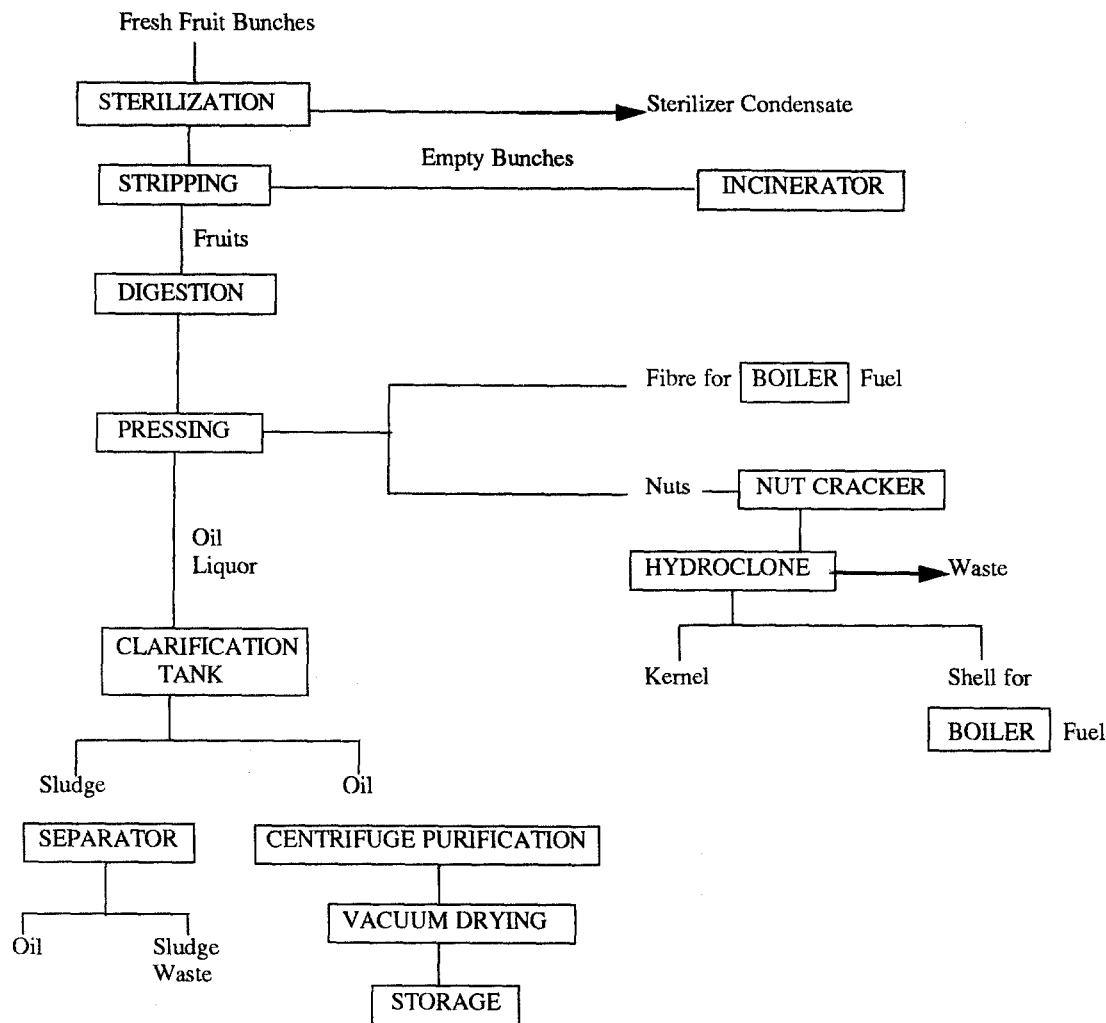 Fresh Fruit Bunches
STERILIZATION
Sterilizer Condensate
Empty Bunches
STRIPPING
INCINERATOR
Fruits
DIGESTION
Fibre for BOILER Fuel
PRESSING
Nuts
NUT CRACKER
Oil
Liquor
HYDROCLONE
Waste
CLARIFICATION
TANK
Kernel
Shell for
BOILER Fuel
Sludge
Oil
SEPARATOR
CENTRIFUGE PURIFICATION
VACUUM DRYING
Oil
Sludge
Waste
STORAGE